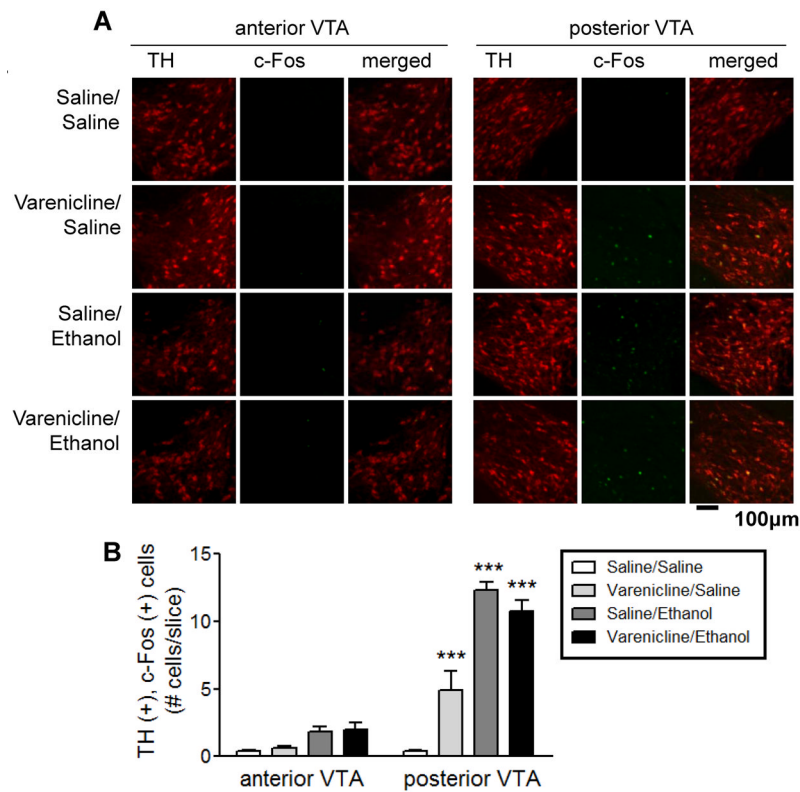 A
anterior VTA posterior VTA
TH c-Fos merged TH c-Fos merged
Saline/
Saline
Varenicline/
Saline
Saline/
Ethanol
Varenicline/
Ethanol
100μm
B
TH (+), c-Fos (+) cells
(# cells/slice)
15
10
5
0
*** *** ***
anterior VTA posterior VTA
Saline/Saline
Varenicline/Saline
Saline/Ethanol
Varenicline/Ethanol